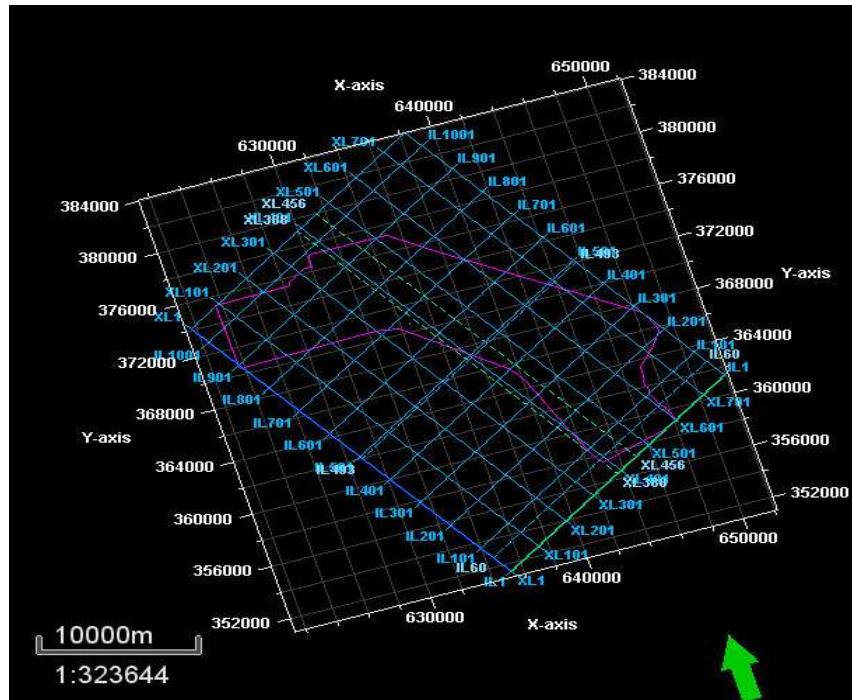 650000
384000
X-axis
640000
380000
630000
XL701
IL1001
XL601
IL901
376000
XL501
IL801
384000
XL456
IL701
372000
XL301
IL601
380000
XL201
IL493
Y-axis
IL401
368000
XL101
IL301
376000
XL1
IL201
364000
IL101
372000
IL1001
IL60
IL1
IL901
360000
368000
IL801
XL701
IL701
XL601
356000
Y-axis
IL601
XL501
364000
IL493
XL456
352000
IL401
360000
IL301
XL301
650000
IL201
XL201
356000
IL101
XL101
IL60
640000
IL1
XL1
352000
630000
X-axis
10000m
1:323644